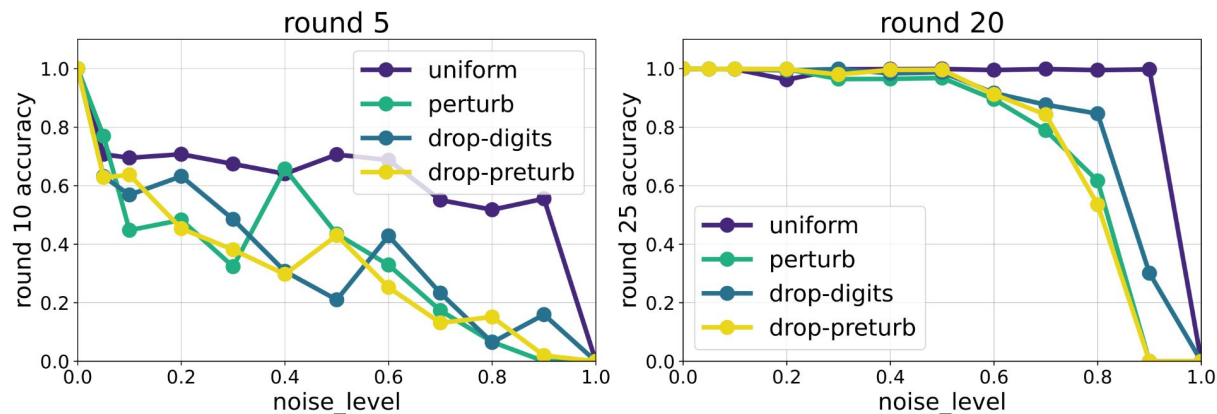 round 5
round 10 accuracy
1.0
0.8
0.6
0.4
0.2
0.0
uniform
perturb
drop-digits
drop-preturb
0.0 0.2 0.4 0.6 0.8 1.0
noise_level
round 20
round 25 accuracy
1.0
0.8
0.6
0.4
0.2
0.0
uniform
perturb
drop-digits
drop-preturb
0.0 0.2 0.4 0.6 0.8 1.0
noise_level